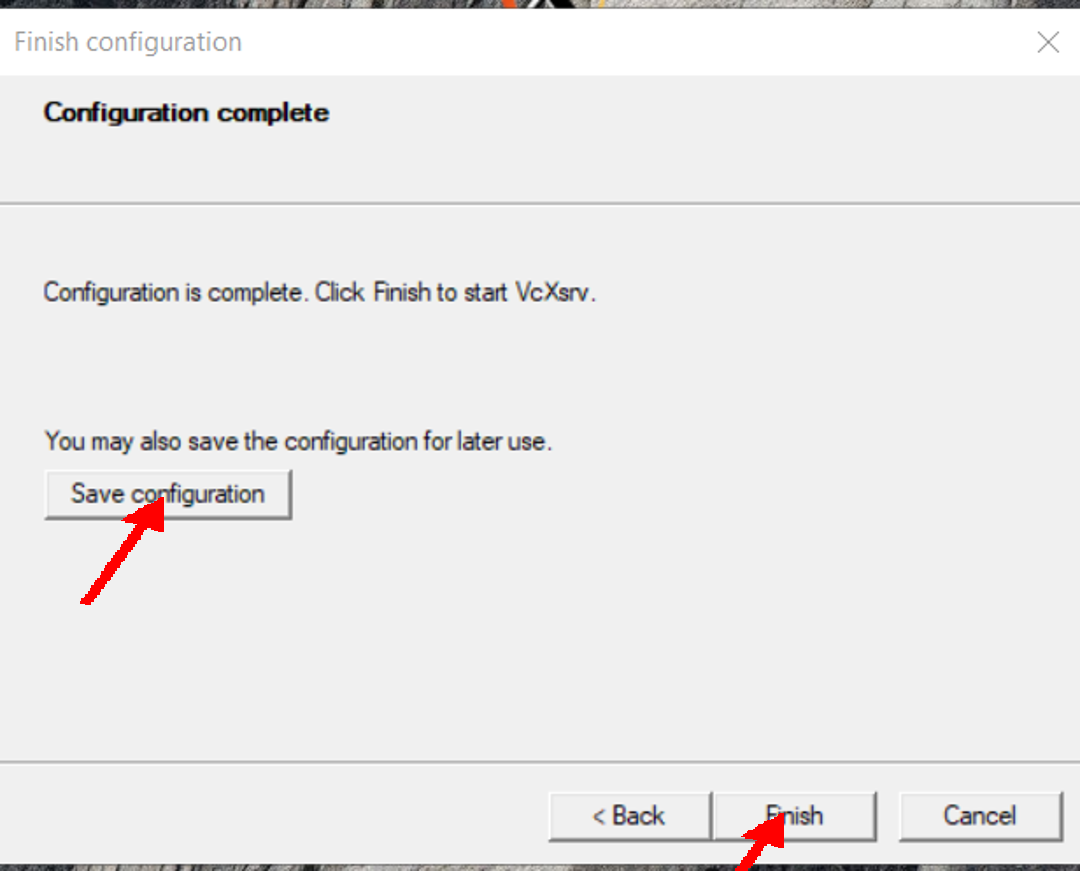 Finish configuration
Configuration complete
Configuration is complete. Click Finish to start VcXsrv.
You may also save the configuration for later use.
Save configuration
< Back
Finish
Cancel